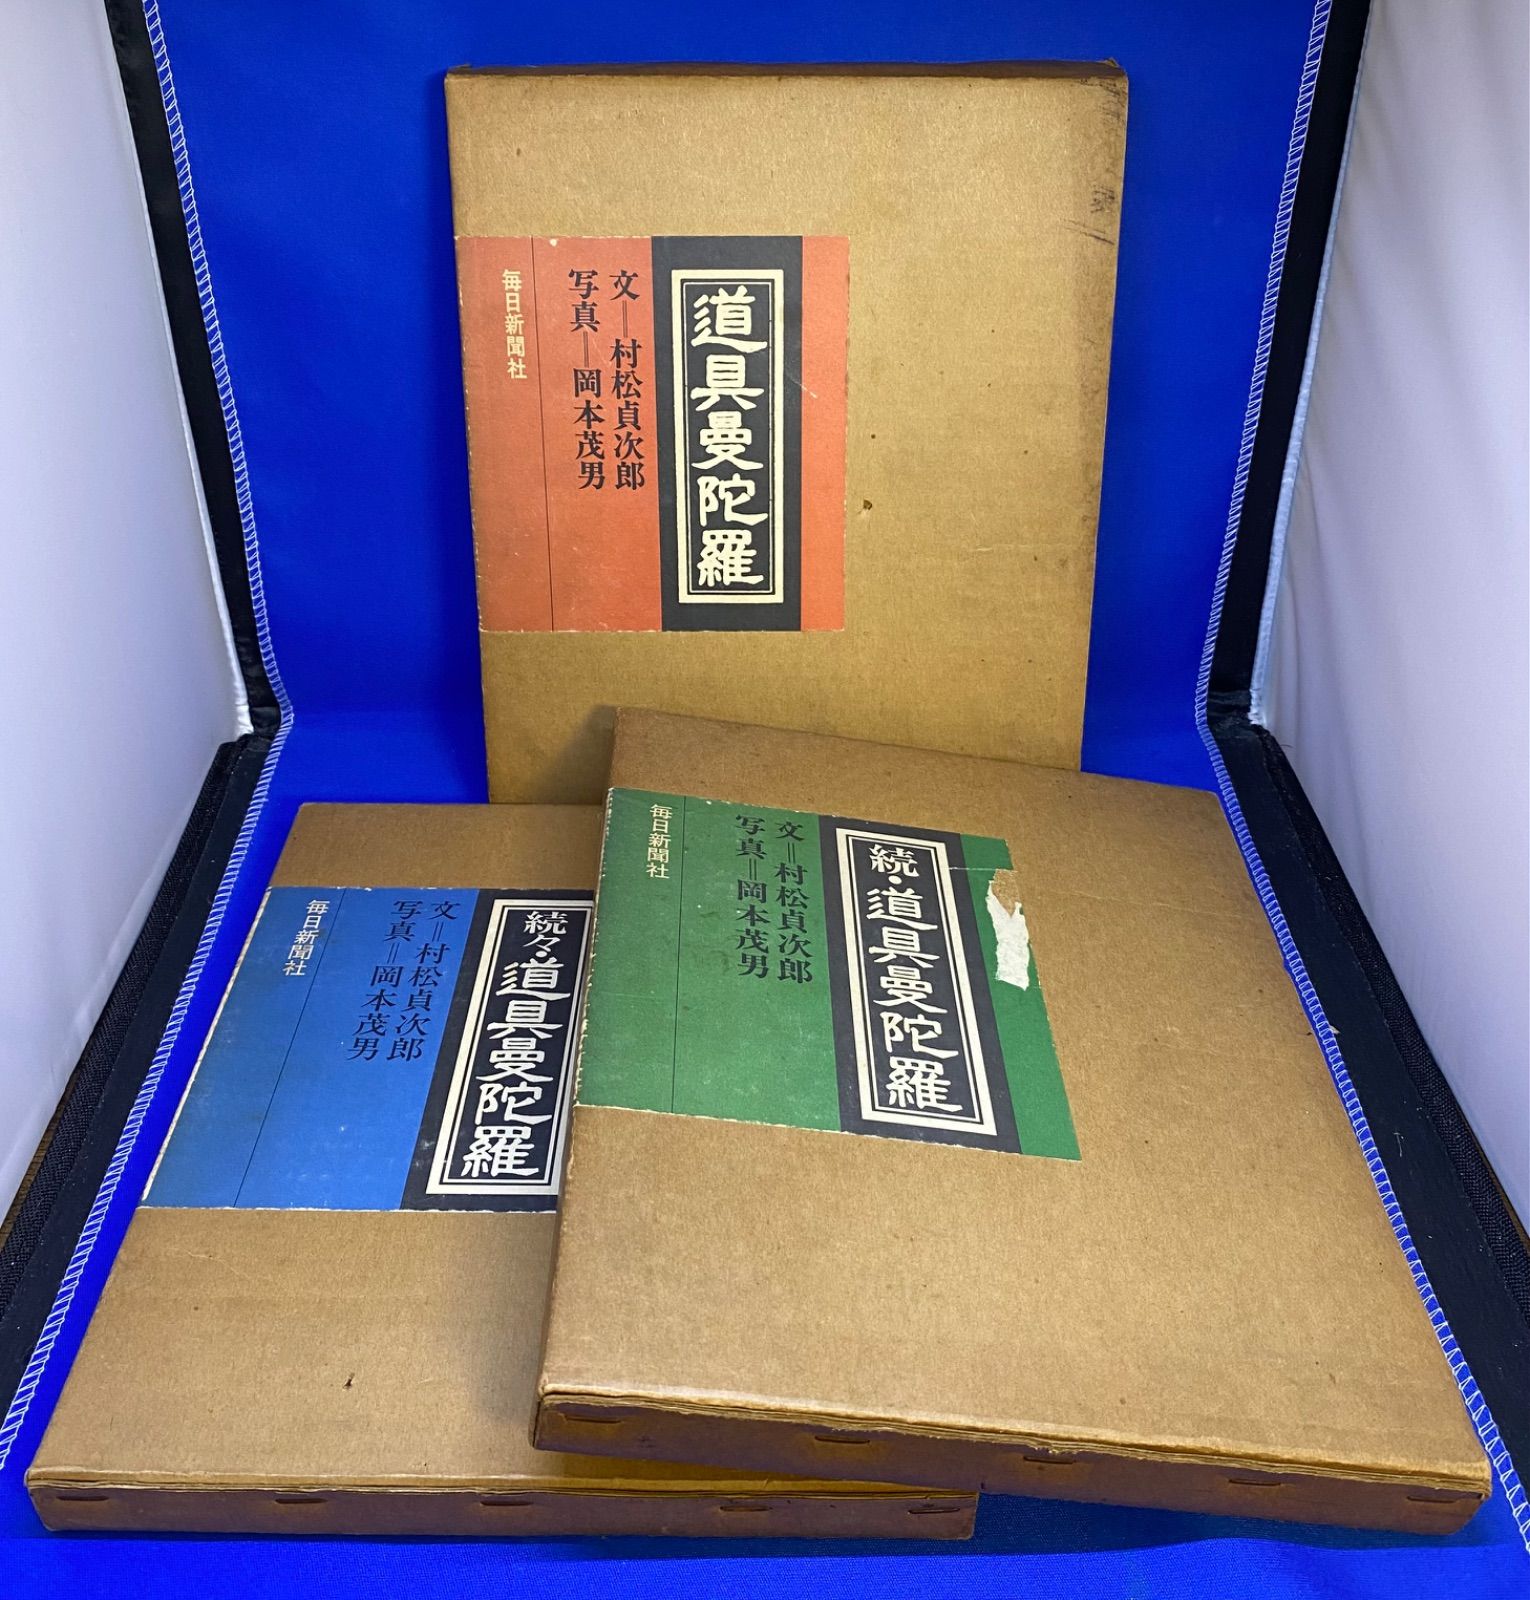 道具曼陀羅
文＝村松貞次郎
写真＝岡本茂男
毎日新聞社
続・道具曼陀羅
文＝村松貞次郎
写真＝岡本茂男
毎日新聞社
続々・道具曼陀羅
文＝村松貞次郎
写真＝岡本茂男
毎日新聞社